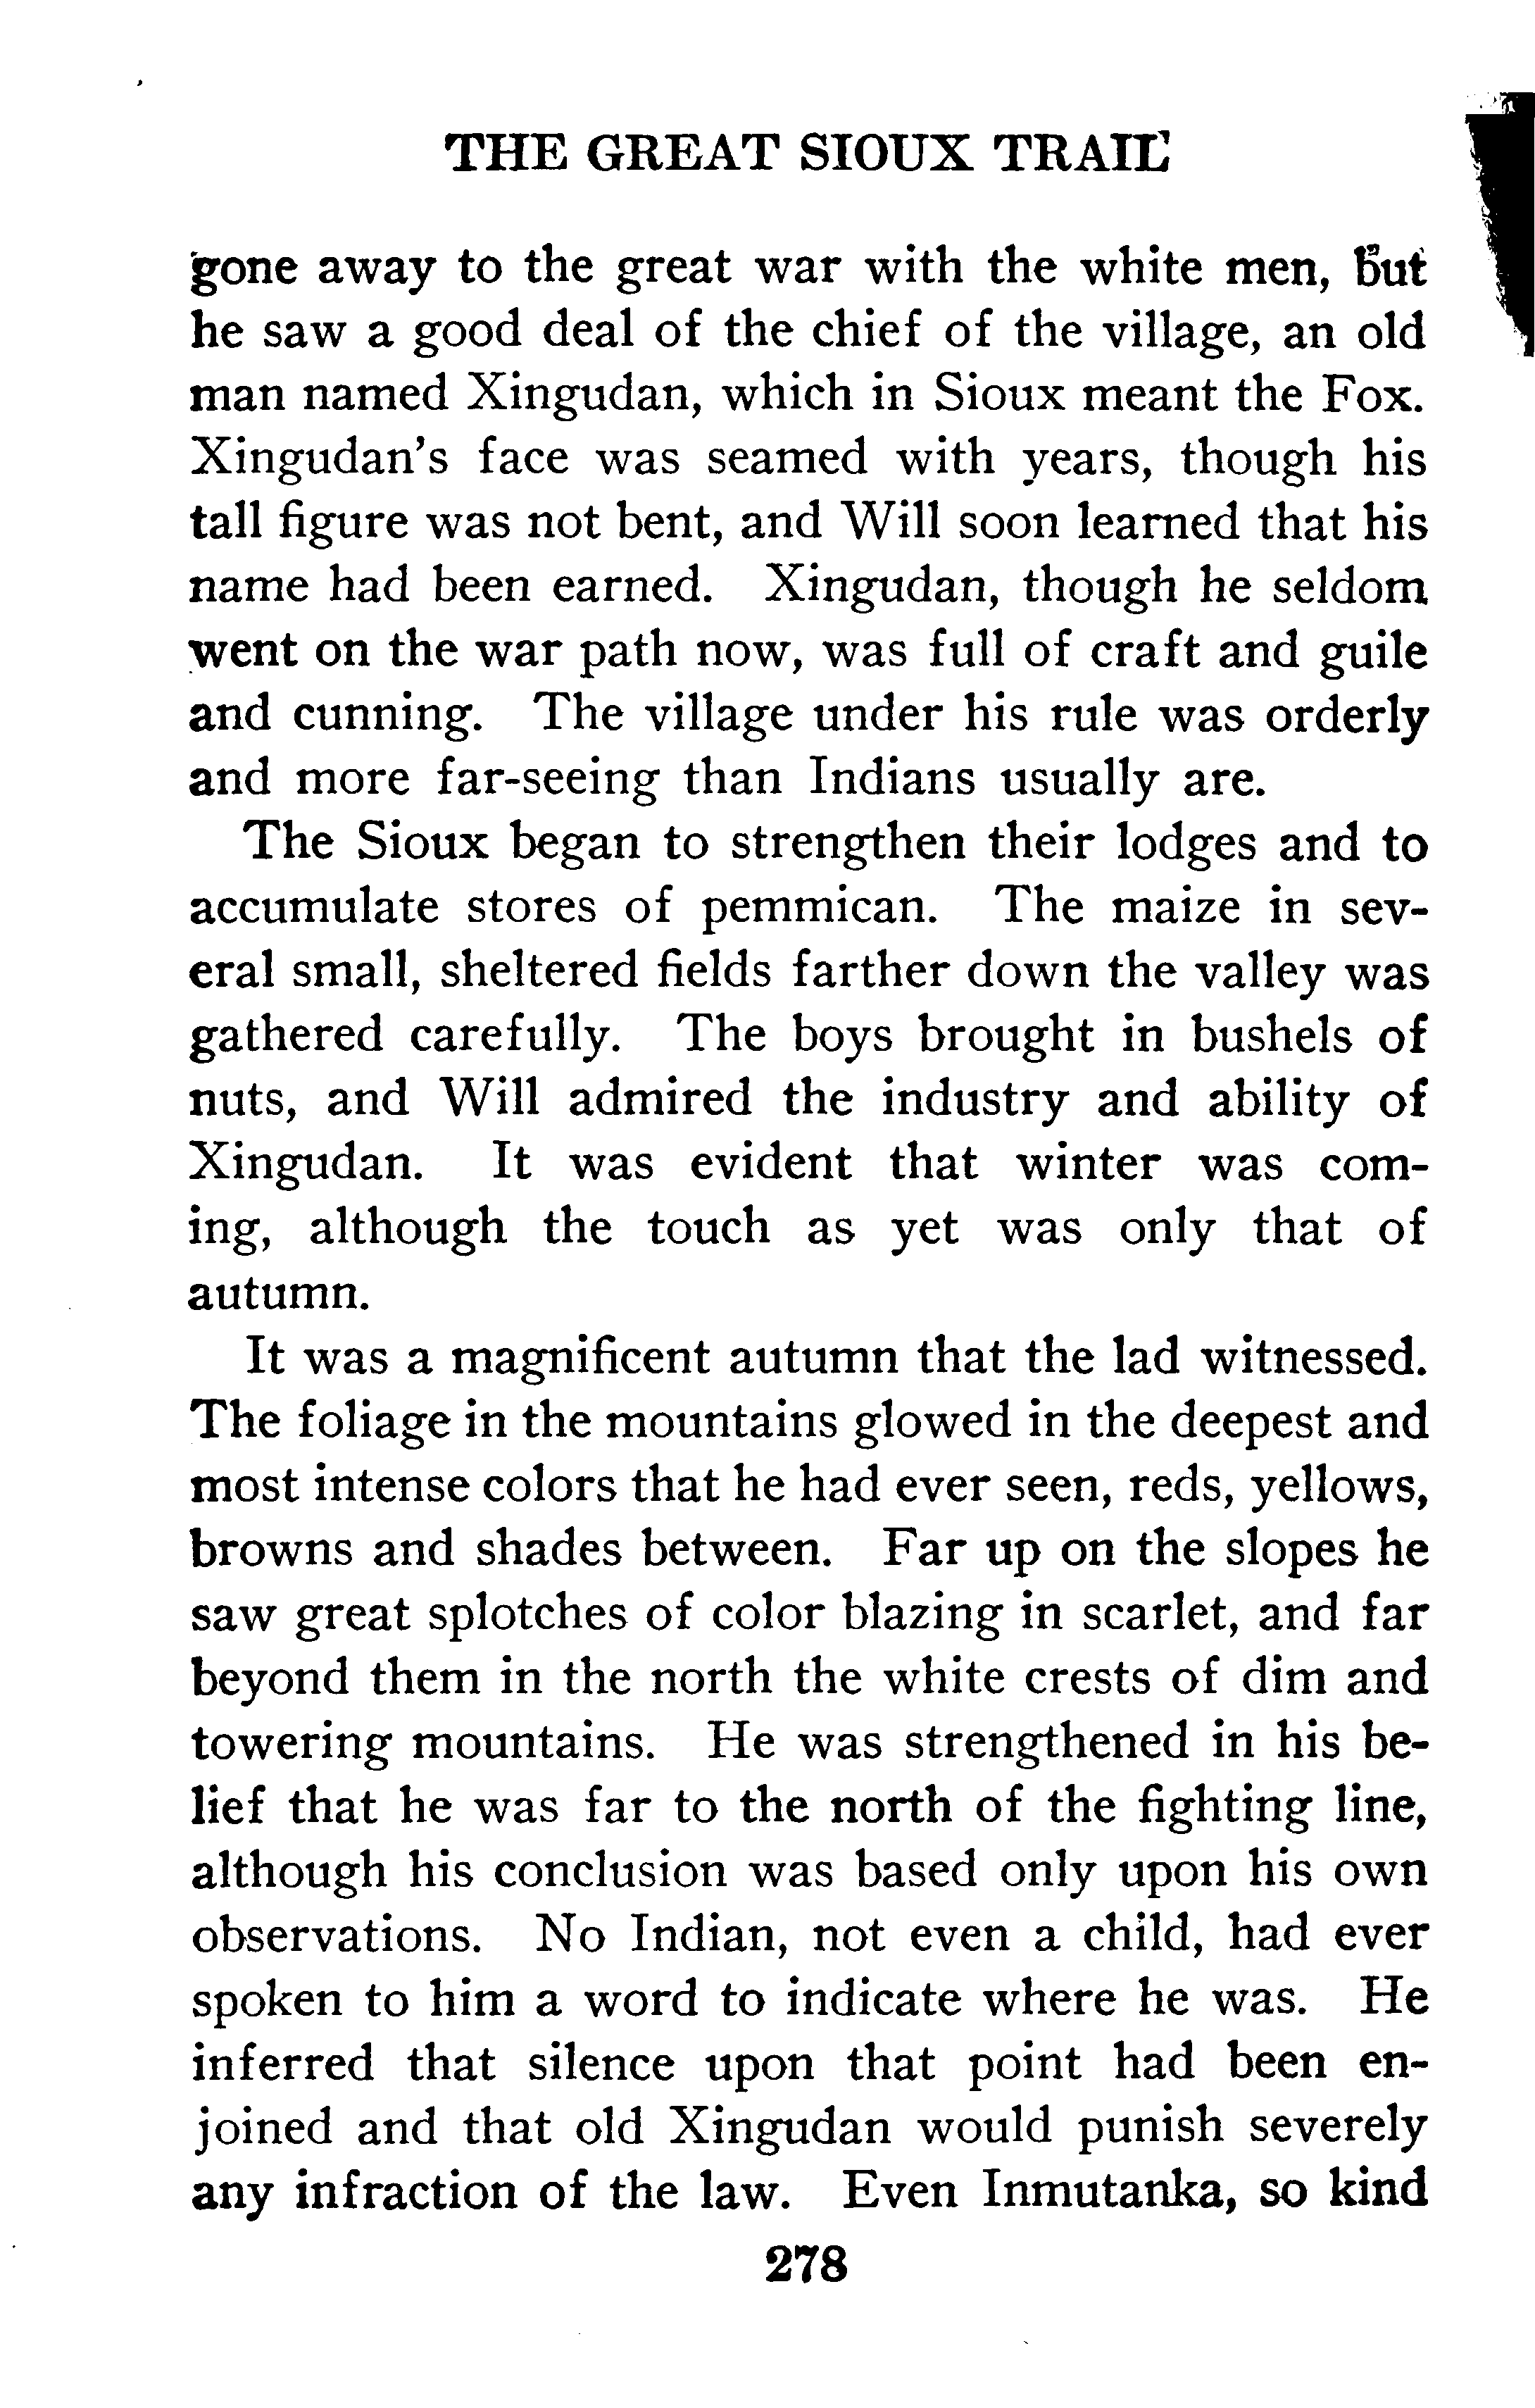 THE GREAT SIOUX TRAIL
gone away to the great war with the white men, but
he saw a good deal of the chief of the village, an old
man named Xingudan, which in Sioux meant the Fox.
Xingudan's face was seamed with years, though his
tall figure was not bent, and Will soon learned that his
name had been earned. Xingudan, though he seldom
went on the war path now, was full of craft and guile
and cunning. The village under his rule was orderly
and more far-seeing than Indians usually are.
The Sioux began to strengthen their lodges and to
accumulate stores of pemmican. The maize in sev-
eral small, sheltered fields farther down the valley was
gathered carefully. The boys brought in bushels of
nuts, and Will admired the industry and ability of
Xingudan. It was evident that winter was com-
ing, although the touch as yet was only that of
autumn.
It was a magnificent autumn that the lad witnessed.
The foliage in the mountains glowed in the deepest and
most intense colors that he had ever seen, reds, yellows,
browns and shades between. Far up on the slopes he
saw great splotches of color blazing in scarlet, and far
beyond them in the north the white crests of dim and
towering mountains. He was strengthened in his be-
lief that he was far to the north of the fighting line,
although his conclusion was based only upon his own
observations. No Indian, not even a child, had ever
spoken to him a word to indicate where he was. He
inferred that silence upon that point had been en-
joined and that old Xingudan would punish severely
any infraction of the law. Even Inmutanka, so kind
278